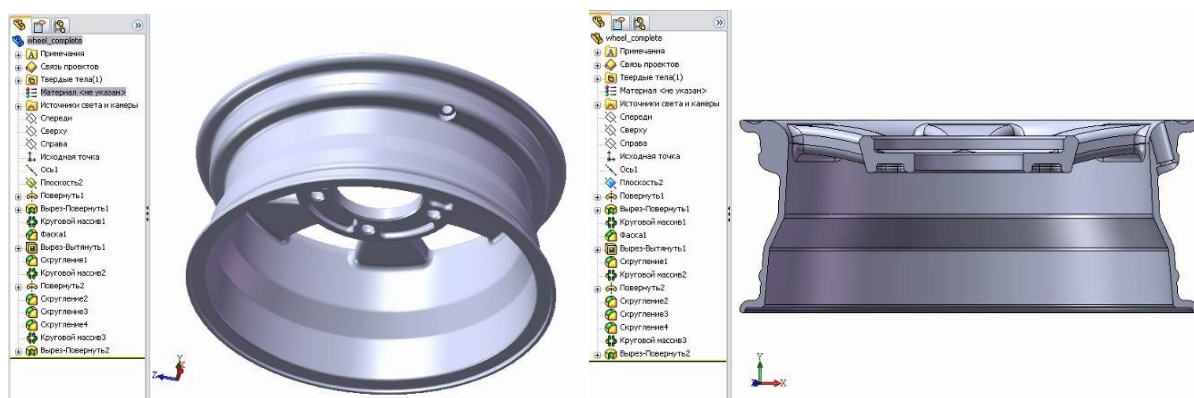 wheel_complete
Примечания
Связь проектов
Твердые тела(1)
Материал <не указан>
Источники света и камеры
Спереди
Сверху
Справа
Исходная точка
Ось1
Плоскость2
Повернуть1
Вырез-Повернуть1
Круговой массив1
Фаска1
Вырез-Вытянуть1
Скругление1
Круговой массив2
Повернуть2
Скругление2
Скругление3
Скругление4
Круговой массив3
Вырез-Повернуть2
Y
Z
wheel_complete
Примечания
Связь проектов
Твердые тела(1)
Материал <не указан>
Источники света и камеры
Спереди
Сверху
Справа
Исходная точка
Ось1
Плоскость2
Повернуть1
Вырез-Повернуть1
Круговой массив1
Фаска1
Вырез-Вытянуть1
Скругление1
Круговой массив2
Повернуть2
Скругление2
Скругление3
Скругление4
Круговой массив3
Вырез-Повернуть2
Y
Z X